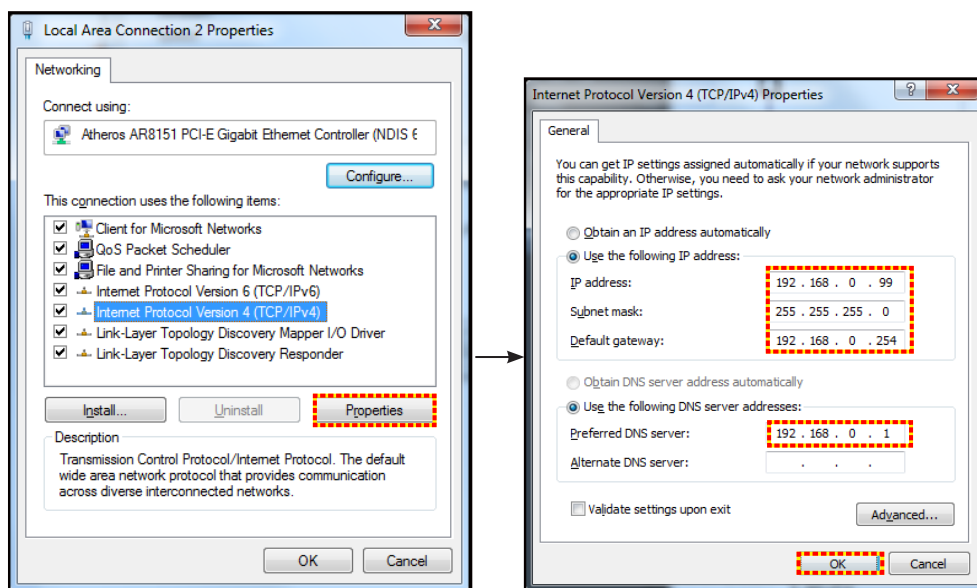 Local Area Connection 2 Properties
Networking
Connect using:
Atheros AR8151 PCI-E Gigabit Ethernet Controller (NDIS 6
Configure...
This connection uses the following items:
Client for Microsoft Networks
QoS Packet Scheduler
File and Printer Sharing for Microsoft Networks
Internet Protocol Version 6 (TCP/IPv6)
Internet Protocol Version 4 (TCP/IPv4)
Link-Layer Topology Discovery Mapper I/O Driver
Link-Layer Topology Discovery Responder
Install...
Uninstall
Properties
Description
Transmission Control Protocol/Internet Protocol. The default
wide area network protocol that provides communication
across diverse interconnected networks.
OK
Cancel
Internet Protocol Version 4 (TCP/IPv4) Properties
General
You can get IP settings assigned automatically if your network supports
this capability. Otherwise, you need to ask your network administrator
for the appropriate IP settings.
Obtain an IP address automatically
Use the following IP address:
IP address: 192 . 168 . 0 . 99
Subnet mask: 255 . 255 . 255 . 0
Default gateway: 192 . 168 . 0 . 254
Obtain DNS server address automatically
Use the following DNS server addresses:
Preferred DNS server: 192 . 168 . 0 . 1
Alternate DNS server: . . .
Validate settings upon exit
Advanced...
OK
Cancel